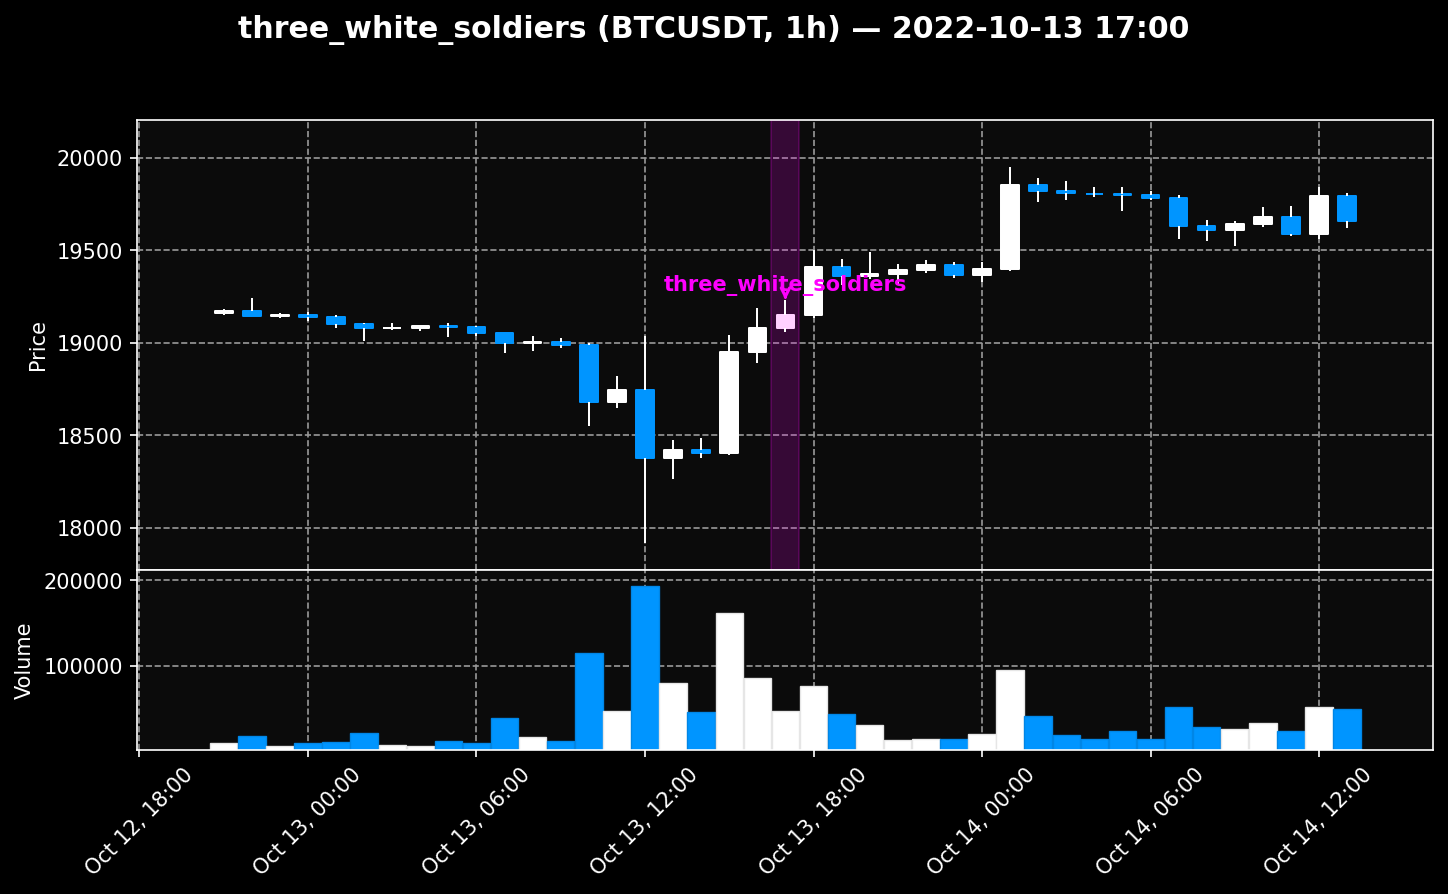 three_white_soldiers (BTCUSDT, 1h) — 2022-10-13 17:00
Price
20000
19500
19000
18500
18000
three_white_soldiers
Volume
200000
100000
Oct 12, 18:00
Oct 13, 00:00
Oct 13, 06:00
Oct 13, 12:00
Oct 13, 18:00
Oct 14, 00:00
Oct 14, 06:00
Oct 14, 12:00